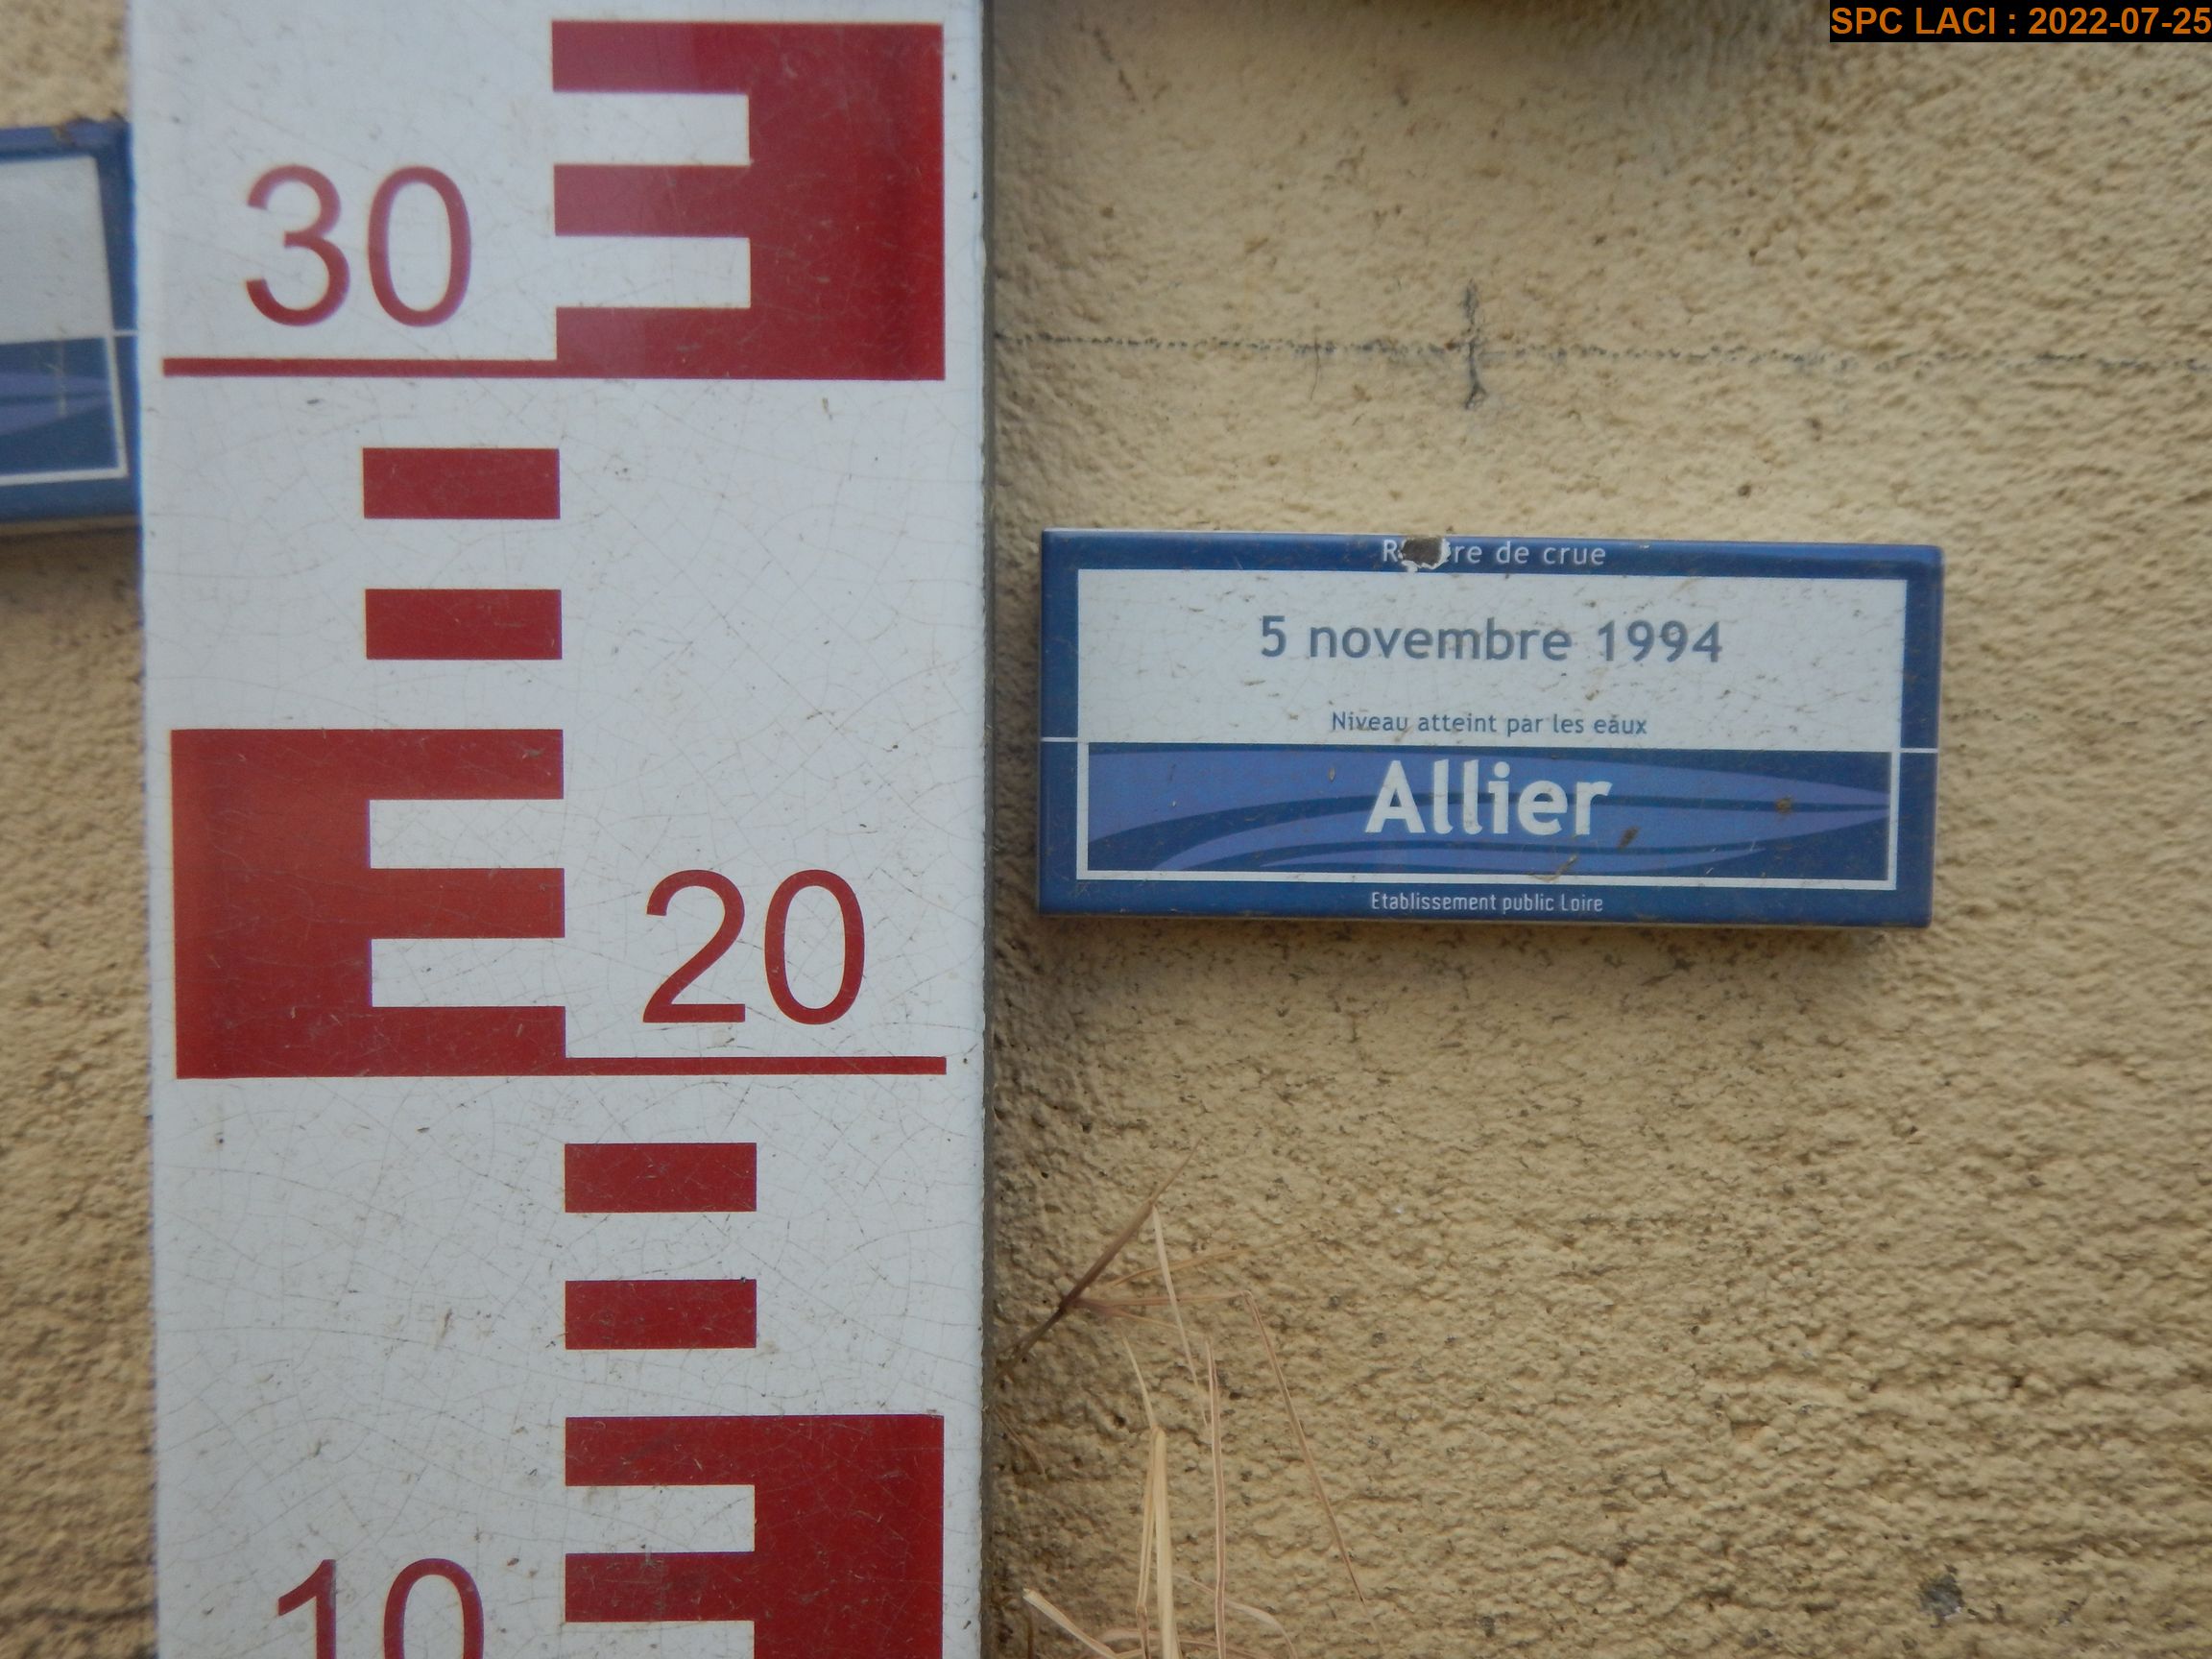 SPC LACI : 2022-07-25
30
de crue
5 novembre 1994
Niveau atteint par les eaux
Allier
20
Etablissement public Loire
10